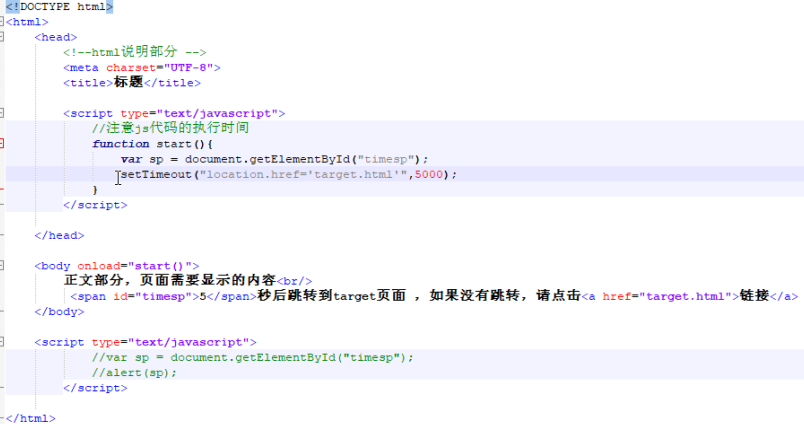 <!DOCTYPE html>
<html>
<head>
<!--html说明部分 -->
<meta charset="UTF-8">
<title>标题</title>
<script type="text/javascript">
//注意js代码的执行时间
function start(){
var sp = document.getElementById("timesp");
setTimeout("location.href='target.html'",5000);
}
</script>
</head>
<body onload="start()">
正文部分，页面需要显示的内容<br/>
<span id="timesp">5</span>秒后跳转到target页面 ，如果没有跳转，请点击<a href="target.html">链接</a>
</body>
<script type="text/javascript">
//var sp = document.getElementById("timesp");
//alert(sp);
</script>
</html>